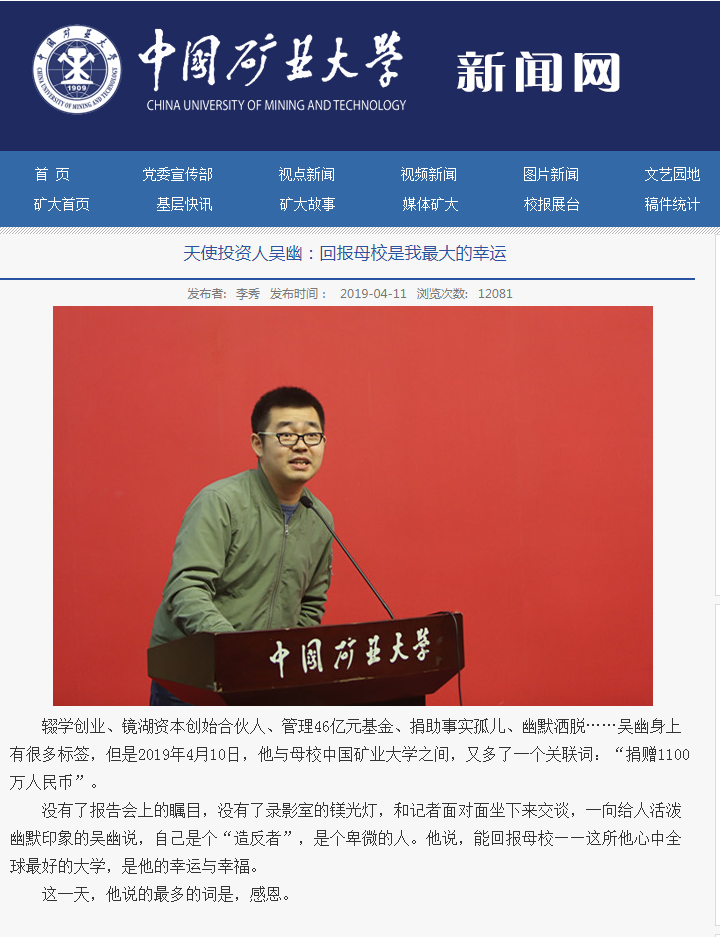 中国矿业大学
CHINA UNIVERSITY OF MINING AND TECHNOLOGY
1909
中国矿业大学
CHINA UNIVERSITY OF MINING AND TECHNOLOGY
新闻网
首 页 党委宣传部 视点新闻 视频新闻 图片新闻 文艺园地
矿大首页 基层快讯 矿大故事 媒体矿大 校报展台 稿件统计
天使投资人吴幽：回报母校是我最大的幸运
发布者: 李秀 发布时间： 2019-04-11 浏览次数: 12081
中国矿业大学
辍学创业、镜湖资本创始合伙人、管理46亿元基金、捐助事实孤儿、幽默洒脱……吴幽身上
有很多标签，但是2019年4月10日，他与母校中国矿业大学之间，又多了一个关联词：“捐赠1100
万人民币”。
没有了报告会上的瞩目，没有了录影室的镁光灯，和记者面对面坐下来交谈，一向给人活泼
幽默印象的吴幽说，自己是个“造反者”，是个卑微的人。他说，能回报母校——这所他心中全
球最好的大学，是他的幸运与幸福。
这一天，他说的最多的词是，感恩。